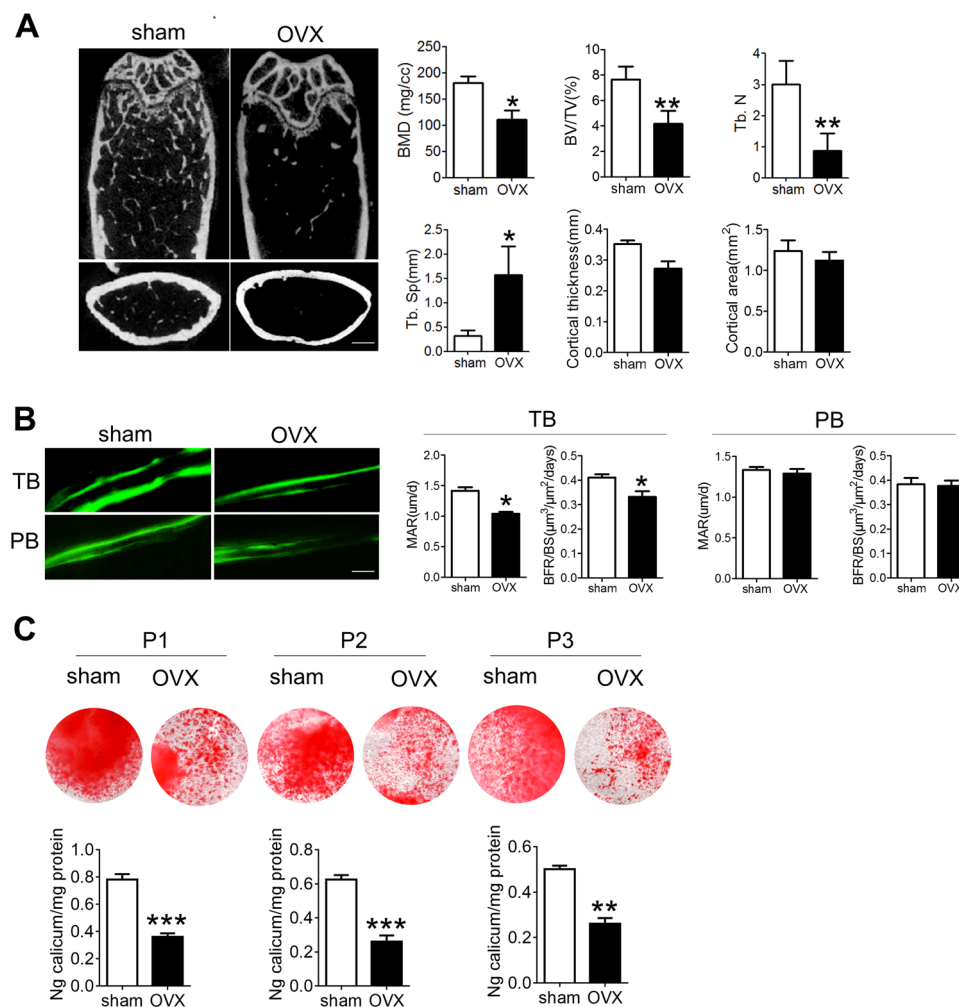 A
sham OVX
BMD (mg/cc)
250
200
150
100
50
0
*
sham OVX
BV/TV(%)
10
8
6
4
2
0
**
sham OVX
Tb. N
4
3
2
1
0
**
sham OVX
Tb. Sp(mm)
2.5
2.0
1.5
1.0
0.5
0.0
*
sham OVX
Cortical thickness(mm)
0.4
0.3
0.2
0.1
0.0
sham OVX
Cortical area(mm²)
1.5
1.0
0.5
0.0
sham OVX
B
sham OVX
TB
PB
TB
MAR(um/d)
2.0
1.5
1.0
0.5
0.0
*
sham OVX
BFR/BS(μm³/μm²/days)
0.5
0.4
0.3
0.2
0.1
0.0
*
sham OVX
PB
MAR(um/d)
1.5
1.0
0.5
0.0
sham OVX
BFR/BS(μm³/μm²/days)
0.5
0.4
0.3
0.2
0.1
0.0
sham OVX
C
P1 P2 P3
sham OVX sham OVX sham OVX
Ng calicum/mg protein
1.0
0.8
0.6
0.4
0.2
0.0
***
sham OVX
Ng calicum/mg protein
0.8
0.6
0.4
0.2
0.0
***
sham OVX
Ng calicum/mg protein
0.6
0.4
0.2
0.0
**
sham OVX